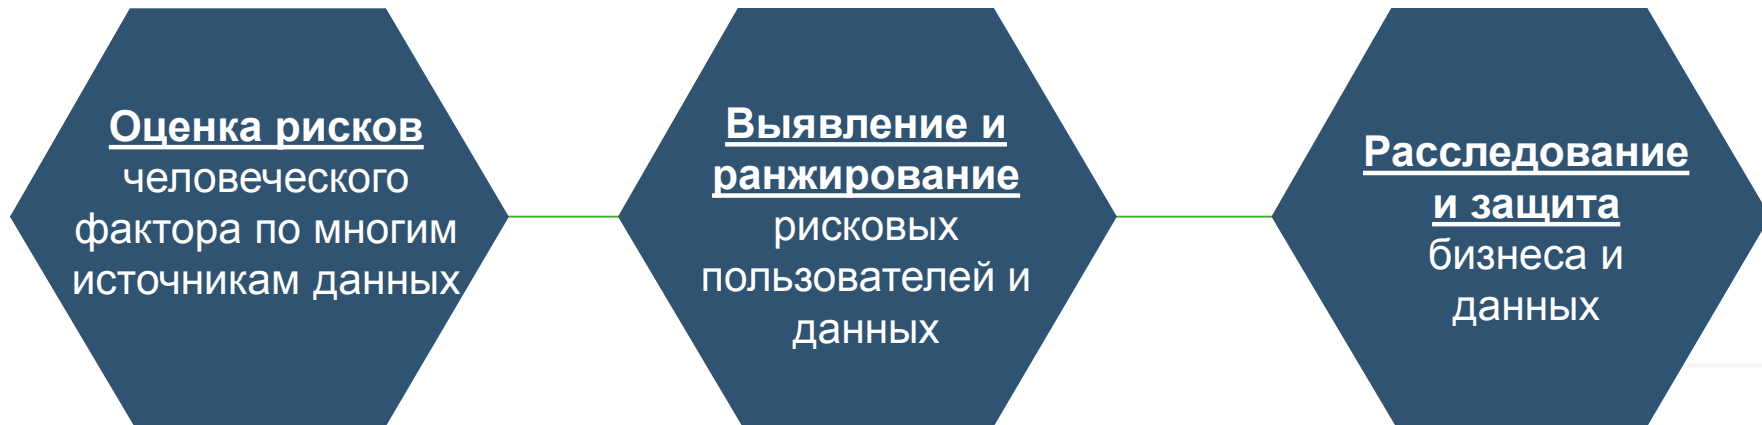 Оценка рисков
человеческого
фактора по многим
источникам данных
Выявление и
ранжирование
рисковых
пользователей и
данных
Расследование
и защита
бизнеса и
данных